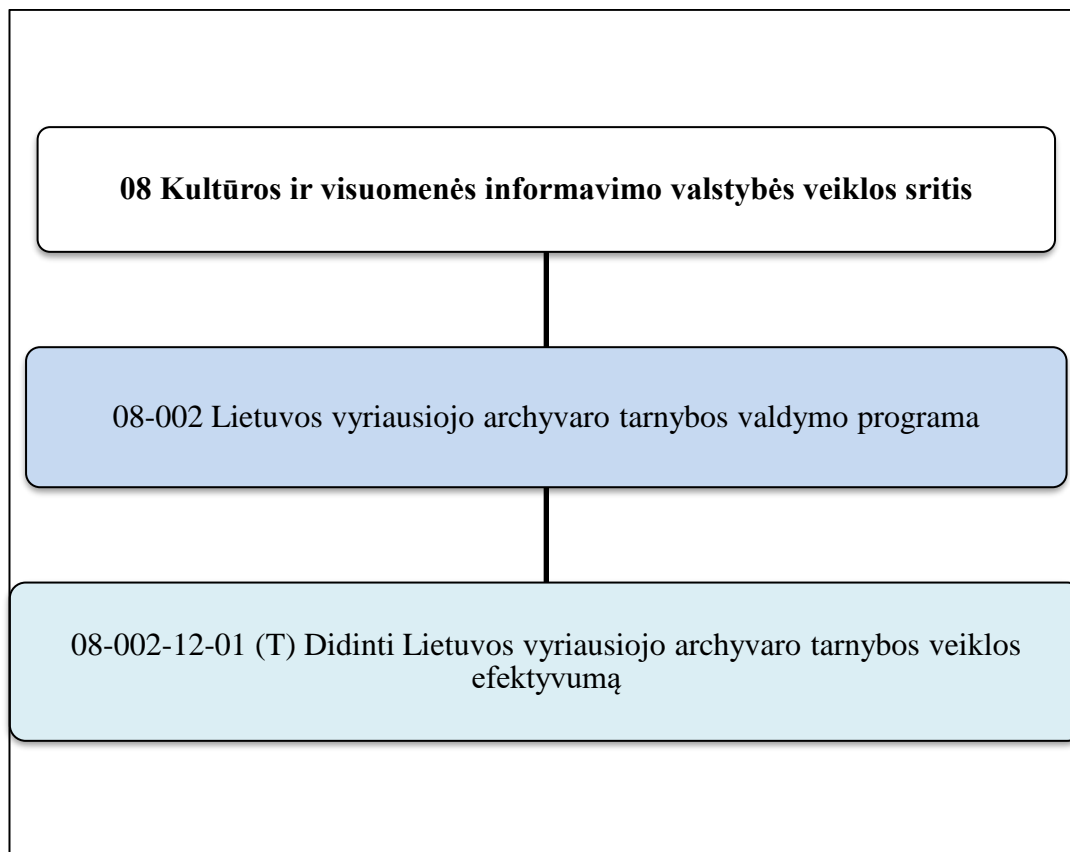 08 Kultūros ir visuomenės informavimo valstybės veiklos sritis
08-002 Lietuvos vyriausiojo archyvaro tarnybos valdymo programa
08-002-12-01 (T) Didinti Lietuvos vyriausiojo archyvaro tarnybos veiklos
efektyvumą